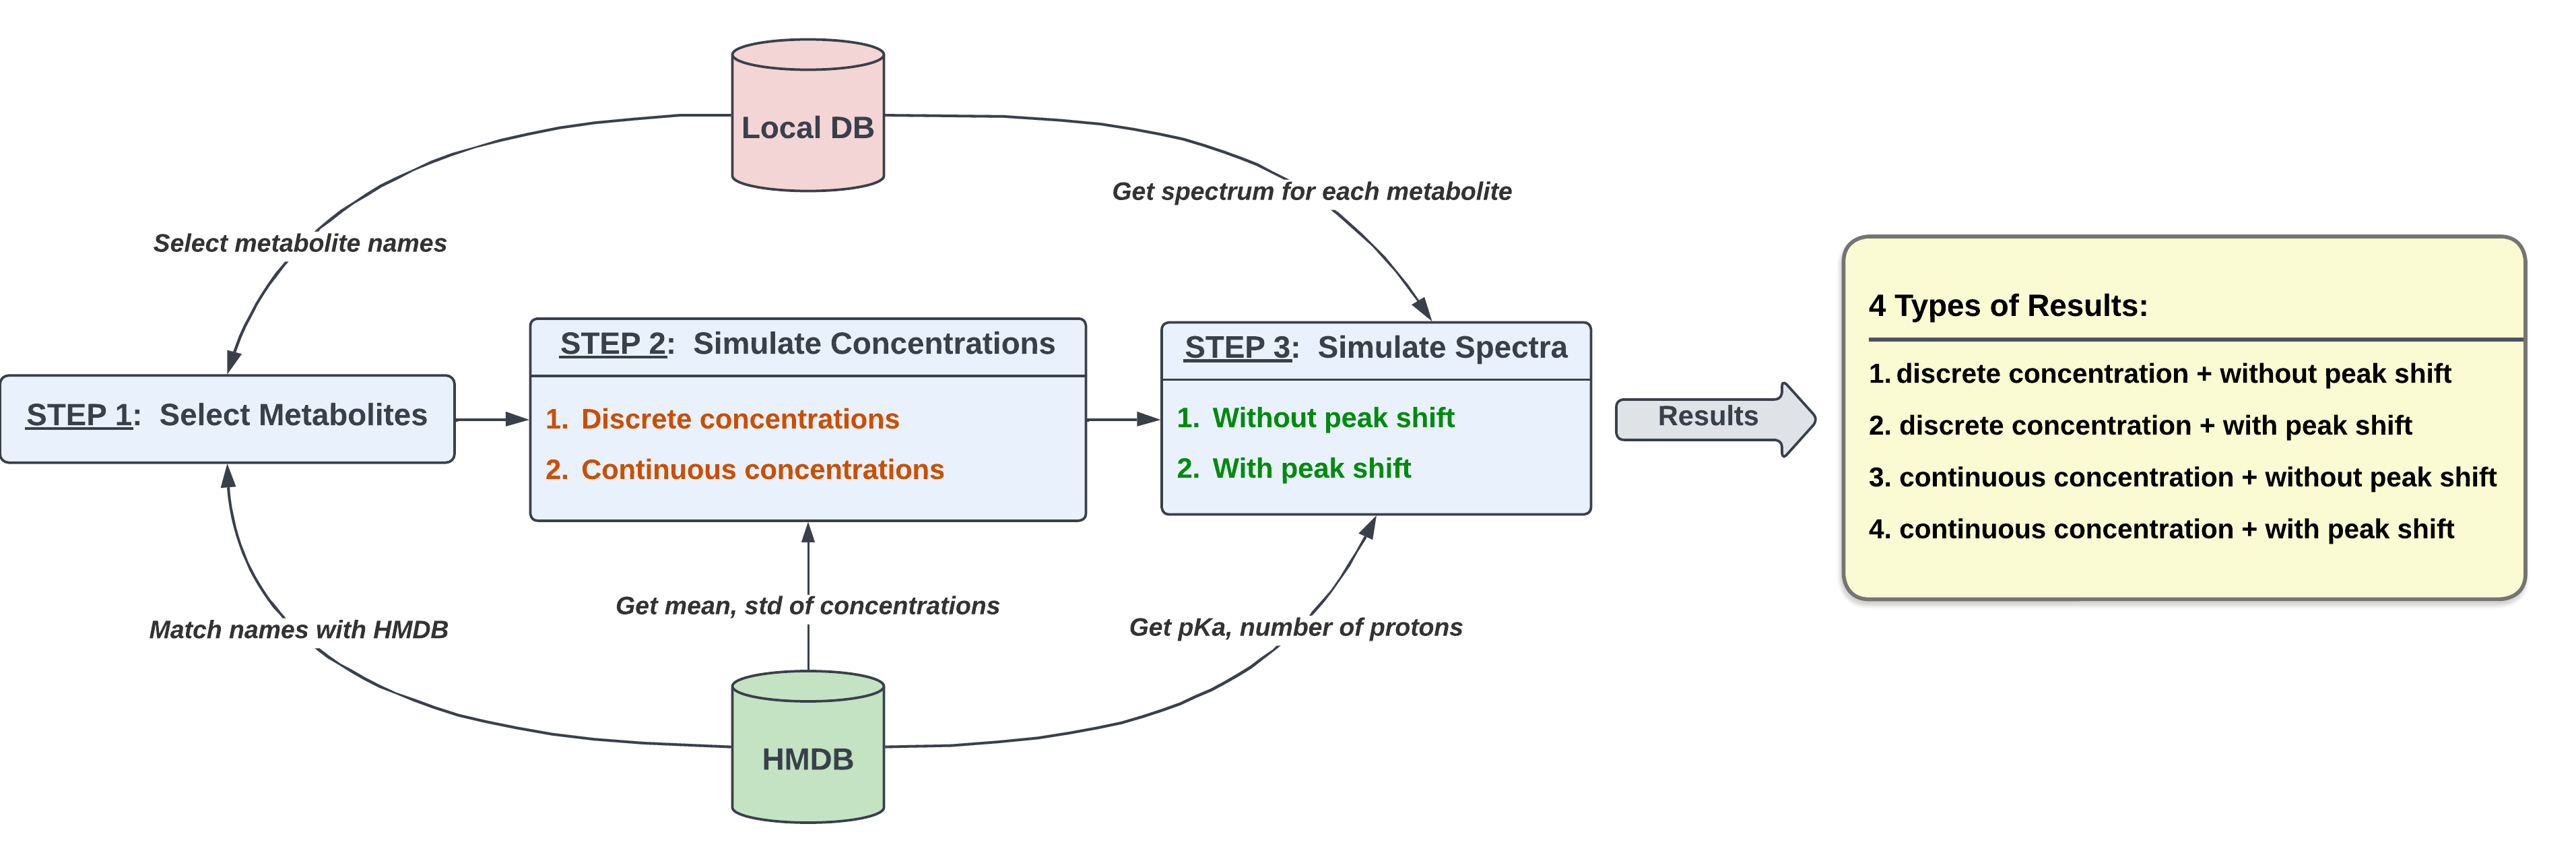 Local DB
Get spectrum for each metabolite
Select metabolite names
STEP 1: Select Metabolites
STEP 2: Simulate Concentrations
1. Discrete concentrations
2. Continuous concentrations
STEP 3: Simulate Spectra
1. Without peak shift
2. With peak shift
Results
4 Types of Results:
1. discrete concentration + without peak shift
2. discrete concentration + with peak shift
3. continuous concentration + without peak shift
4. continuous concentration + with peak shift
Match names with HMDB
Get mean, std of concentrations
Get pKa, number of protons
HMDB